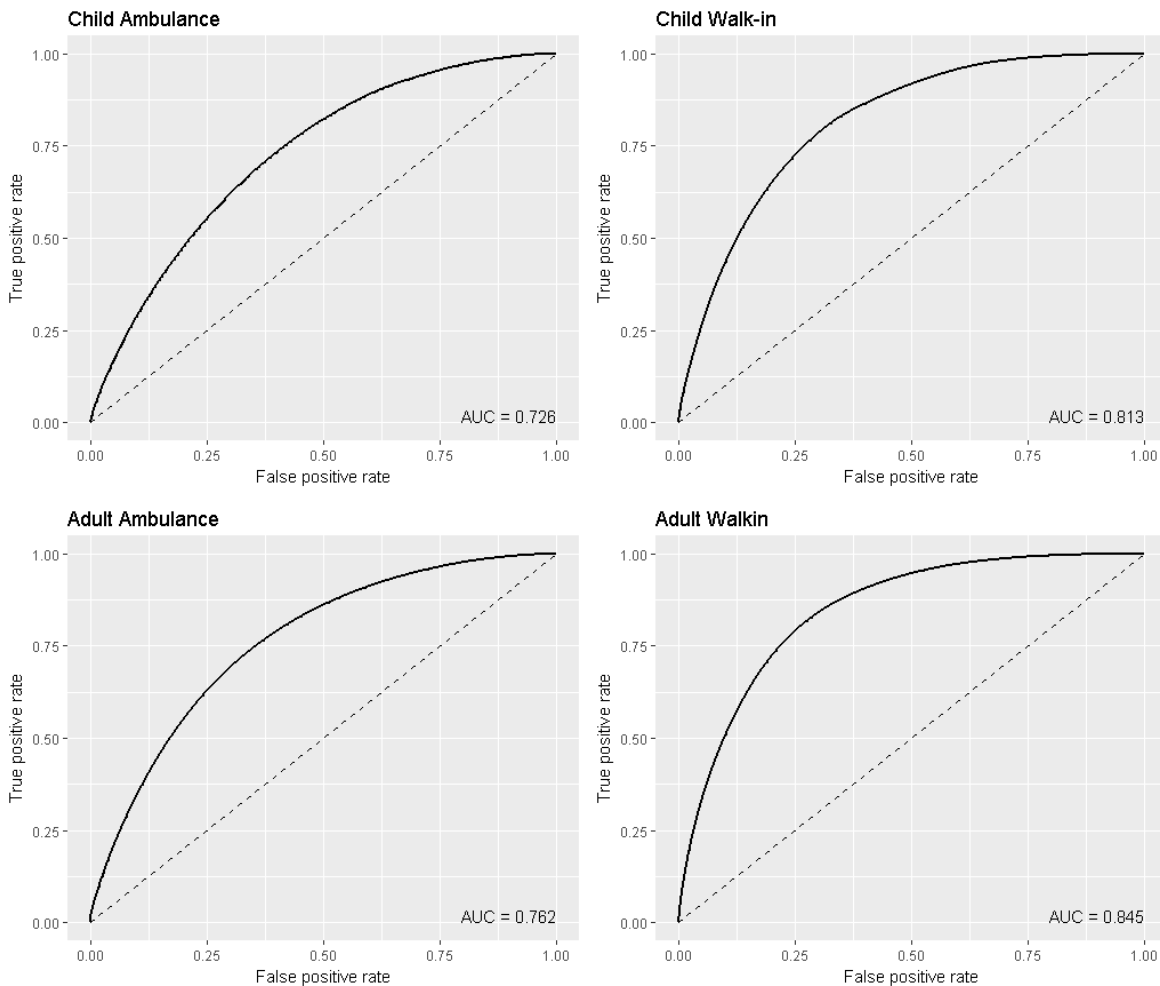 Child Ambulance
1.00
0.75
0.50
0.25
0.00
True positive rate
AUC = 0.726
0.00 0.25 0.50 0.75 1.00
False positive rate
Child Walk-in
1.00
0.75
0.50
0.25
0.00
True positive rate
AUC = 0.813
0.00 0.25 0.50 0.75 1.00
False positive rate
Adult Ambulance
1.00
0.75
0.50
0.25
0.00
True positive rate
AUC = 0.762
0.00 0.25 0.50 0.75 1.00
False positive rate
Adult Walkin
1.00
0.75
0.50
0.25
0.00
True positive rate
AUC = 0.845
0.00 0.25 0.50 0.75 1.00
False positive rate